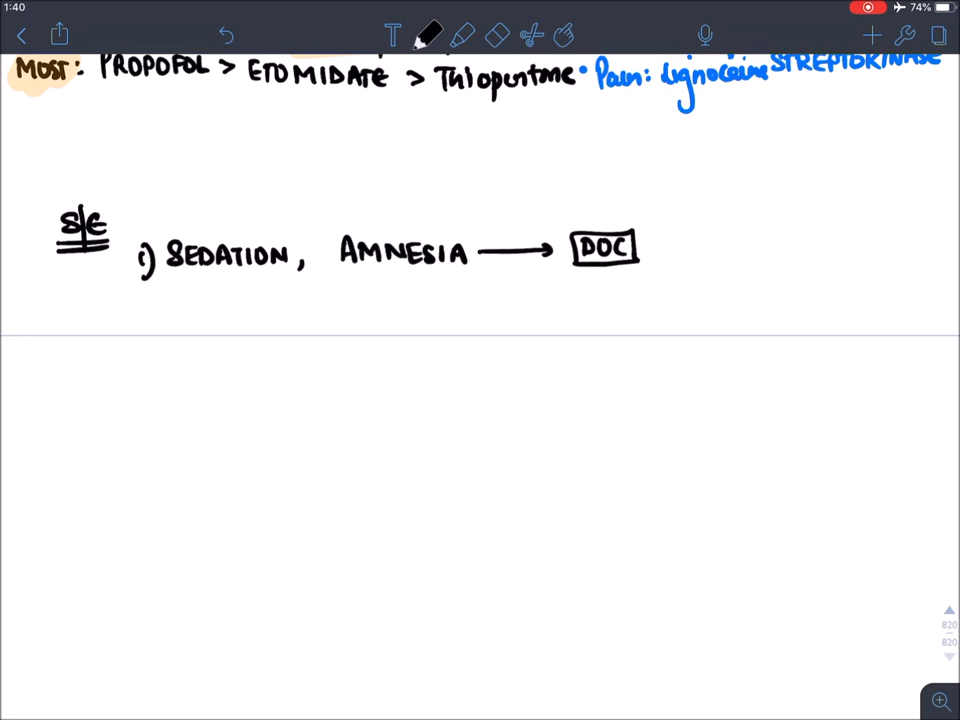 1:40
74%
T
MOST: PROPOFOL > ETOMIDATE > Thiopentone • Pain: Lignocaine STREPTOKINASE
S/E
i) SEDATION, AMNESIA → DOC
820
820